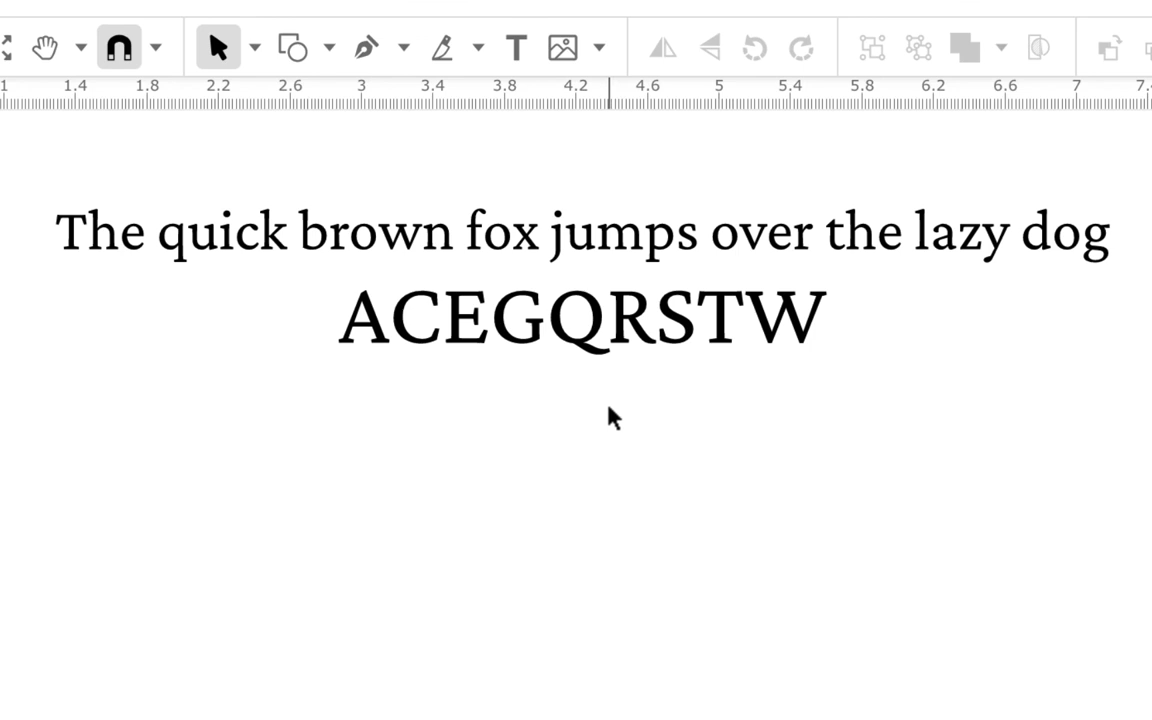 1 1.4 1.8 2.2 2.6 3 3.4 3.8 4.2 4.6 5 5.4 5.8 6.2 6.6 7
The quick brown fox jumps over the lazy dog
ACEGQRSTW